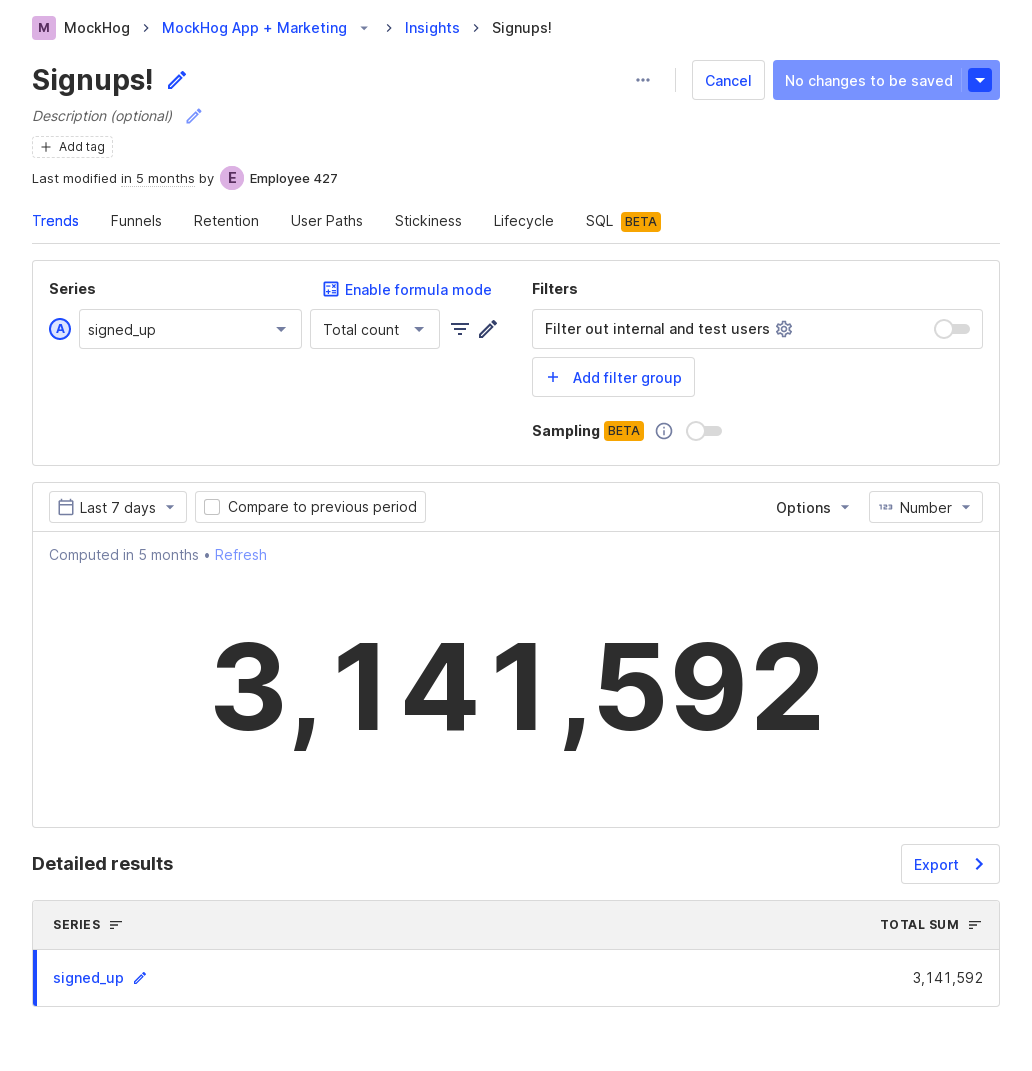 M MockHog MockHog App + Marketing Insights Signups!
Signups!
Cancel
No changes to be saved
Description (optional)
Add tag
Last modified in 5 months by E Employee 427
Trends Funnels Retention User Paths Stickiness Lifecycle SQL BETA
Series
Enable formula mode
A signed_up Total count
Filters
Filter out internal and test users
+ Add filter group
Sampling BETA
Last 7 days Compare to previous period Options 123 Number
Computed in 5 months • Refresh
3,141,592
Detailed results
Export
SERIES TOTAL SUM
signed_up 3,141,592